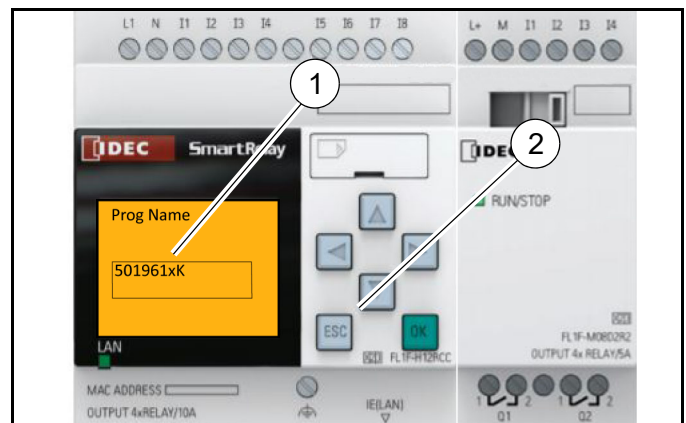 L1 N I1 I2 I3 I4 I5 I6 I7 I8
L+ M I1 I2 I3 I4
1
IDEC SmartRelay
IDEC
2
Prog Name
RUN/STOP
501961xK
ESC OK
LAN
FL1F-H12RCC
FL1F-M08D2R2
OUTPUT 4x RELAY/5A
MAC ADDRESS
OUTPUT 4xRELAY/10A
IE(LAN)
1 2 1 2
Q1 Q2